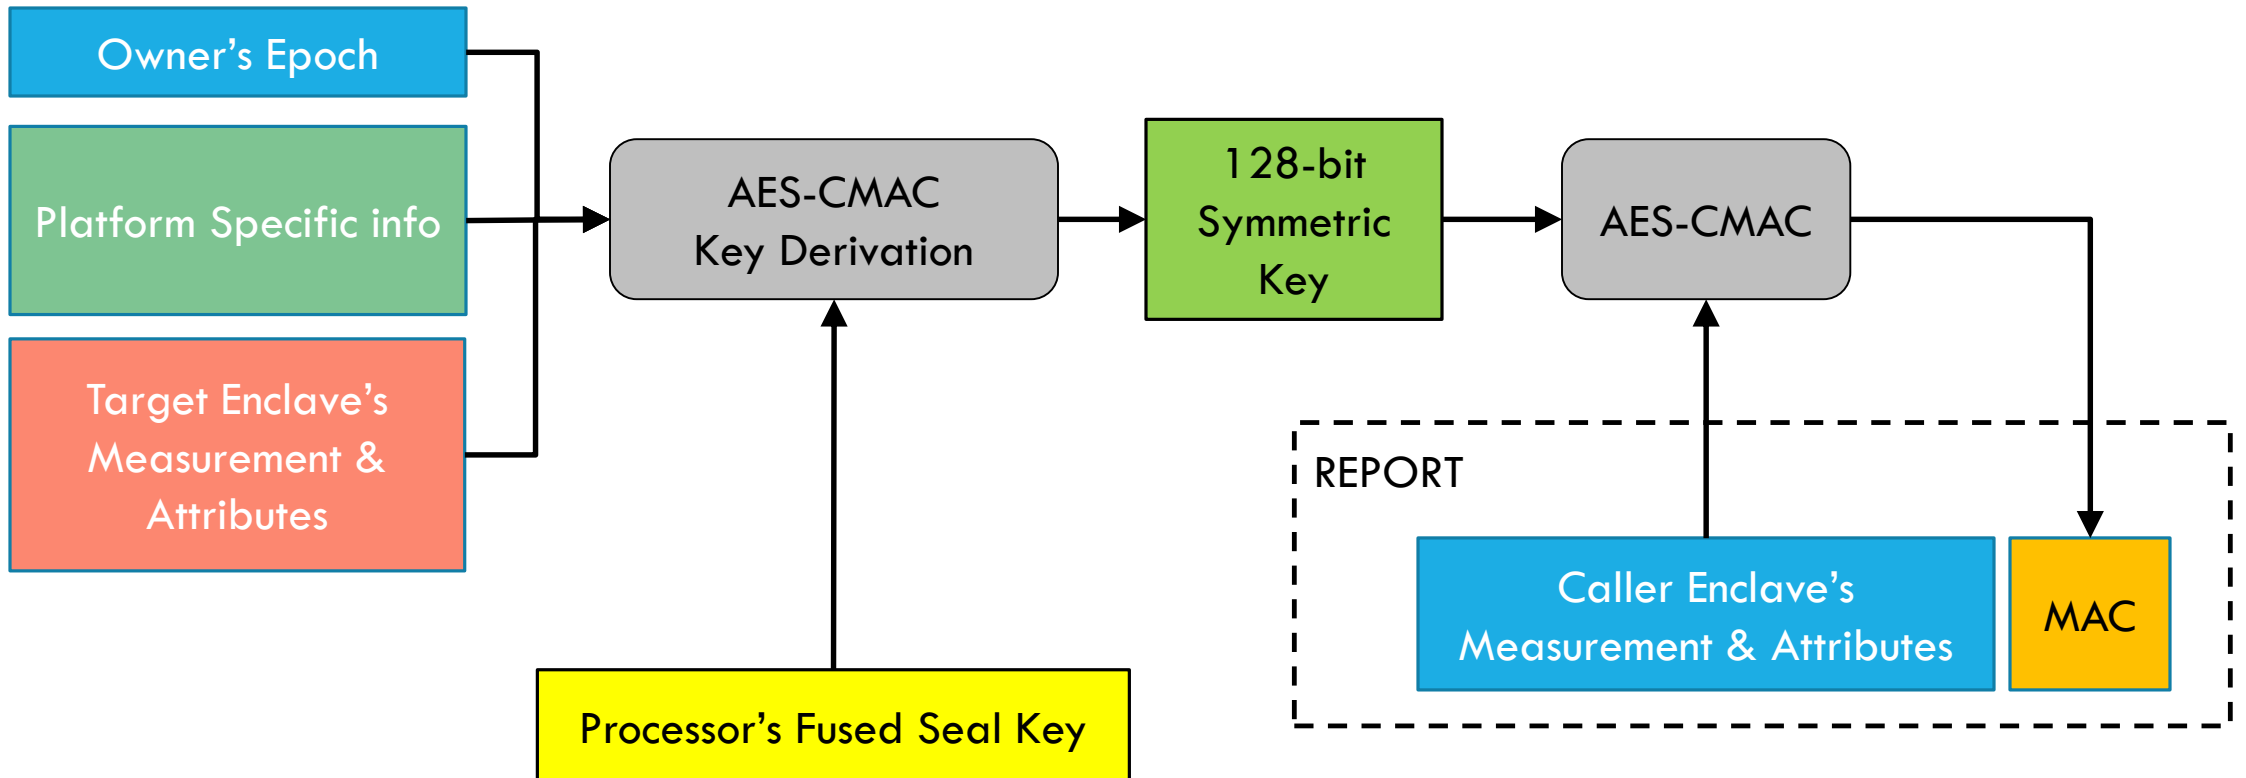 Owner’s Epoch
Platform Specific info
Target Enclave’s
Measurement &
Attributes
AES-CMAC
Key Derivation
Processor’s Fused Seal Key
128-bit
Symmetric
Key
AES-CMAC
REPORT
Caller Enclave’s
Measurement & Attributes
MAC